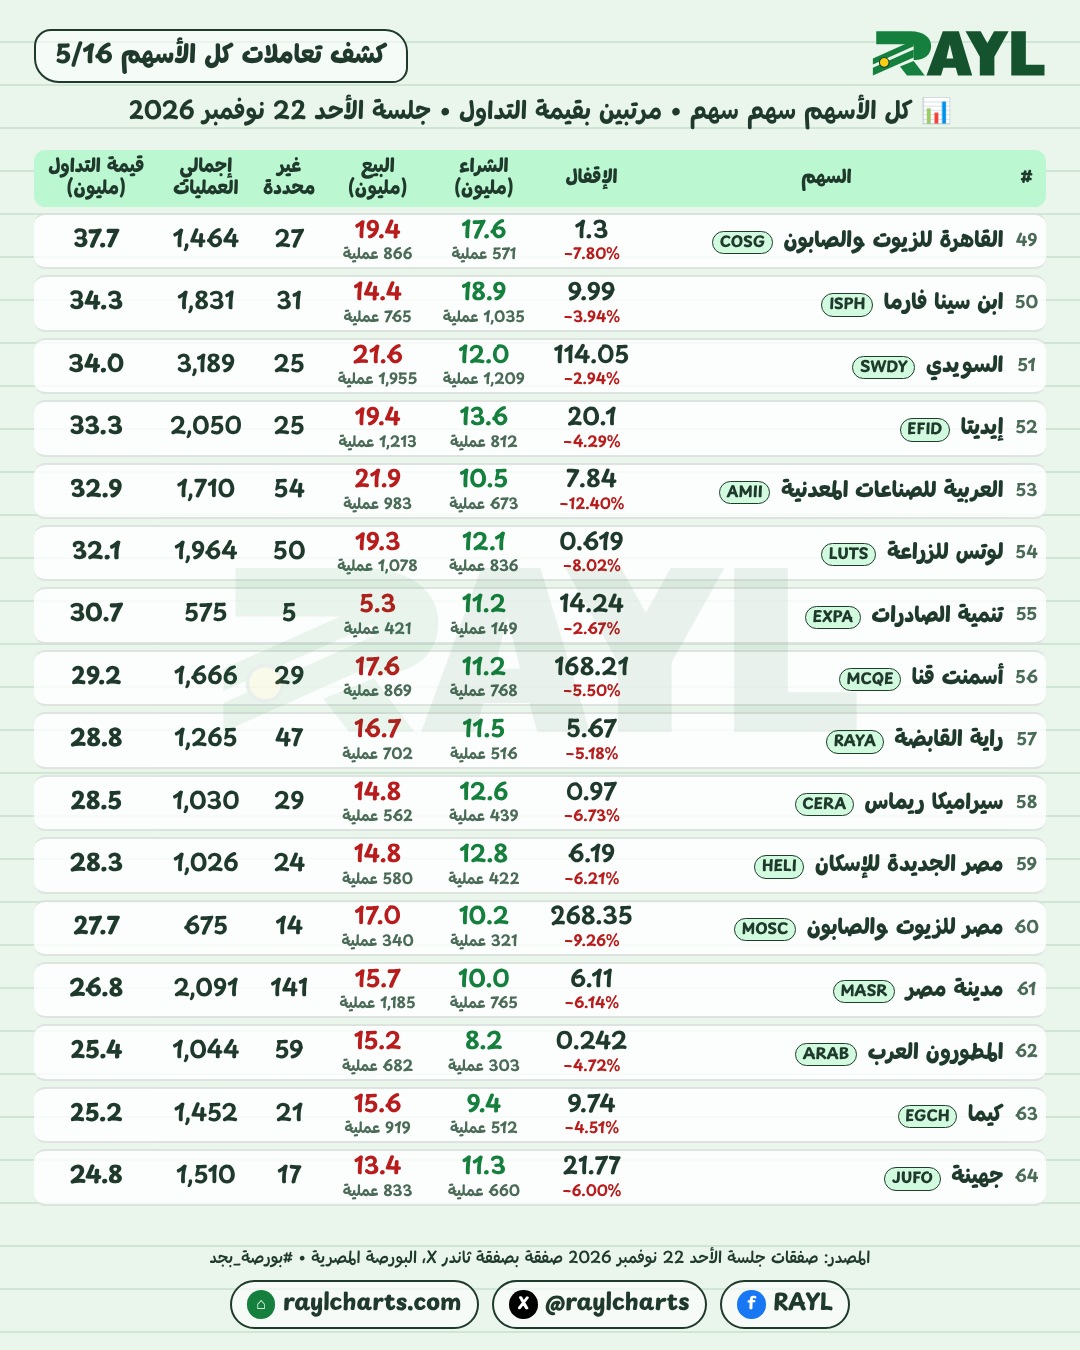 RAYL
كشف تعاملات كل الأسهم 5/16
📊 كل الأسهم سهم سهم • مرتبين بقيمة التداول • جلسة الأحد 22 نوفمبر 2026
# السهم الإقفال الشراء (مليون) البيع (مليون) غير محددة إجمالي العمليات قيمة التداول (مليون)
49 القاهرة للزيوت والصابون COSG 1.3 17.6 19.4 27 1,464 37.7
−7.80% 571 عملية 866 عملية
50 ابن سينا فارما ISPH 9.99 18.9 14.4 31 1,831 34.3
−3.94% 1,035 عملية 765 عملية
51 السويدي SWDY 114.05 12.0 21.6 25 3,189 34.0
−2.94% 1,209 عملية 1,955 عملية
52 إيديتا EFID 20.1 13.6 19.4 25 2,050 33.3
−4.29% 812 عملية 1,213 عملية
53 العربية للصناعات المعدنية AMII 7.84 10.5 21.9 54 1,710 32.9
−12.40% 673 عملية 983 عملية
54 لوتس للزراعة LUTS 0.619 12.1 19.3 50 1,964 32.1
−8.02% 836 عملية 1,078 عملية
55 تنمية الصادرات EXPA 14.24 11.2 5.3 5 575 30.7
−2.67% 149 عملية 421 عملية
56 أسمنت قنا MCQE 168.21 11.2 17.6 29 1,666 29.2
−5.50% 768 عملية 869 عملية
57 راية القابضة RAYA 5.67 11.5 16.7 47 1,265 28.8
−5.18% 516 عملية 702 عملية
58 سيراميكا ريماس CERA 0.97 12.6 14.8 29 1,030 28.5
−6.73% 439 عملية 562 عملية
59 مصر الجديدة للإسكان HELI 6.19 12.8 14.8 24 1,026 28.3
−6.21% 422 عملية 580 عملية
60 مصر للزيوت والصابون MOSC 268.35 10.2 17.0 14 675 27.7
−9.26% 321 عملية 340 عملية
61 مدينة مصر MASR 6.11 10.0 15.7 141 2,091 26.8
−6.14% 765 عملية 1,185 عملية
62 المطورون العرب ARAB 0.242 8.2 15.2 59 1,044 25.4
−4.72% 303 عملية 682 عملية
63 كيما EGCH 9.74 9.4 15.6 21 1,452 25.2
−4.51% 512 عملية 919 عملية
64 جهينة JUFO 21.77 11.3 13.4 17 1,510 24.8
−6.00% 660 عملية 833 عملية
المصدر: صفقات جلسة الأحد 22 نوفمبر 2026 صفقة بصفقة ثاندر X، البورصة المصرية • #بورصة_بجد
raylcharts.com @raylcharts RAYL